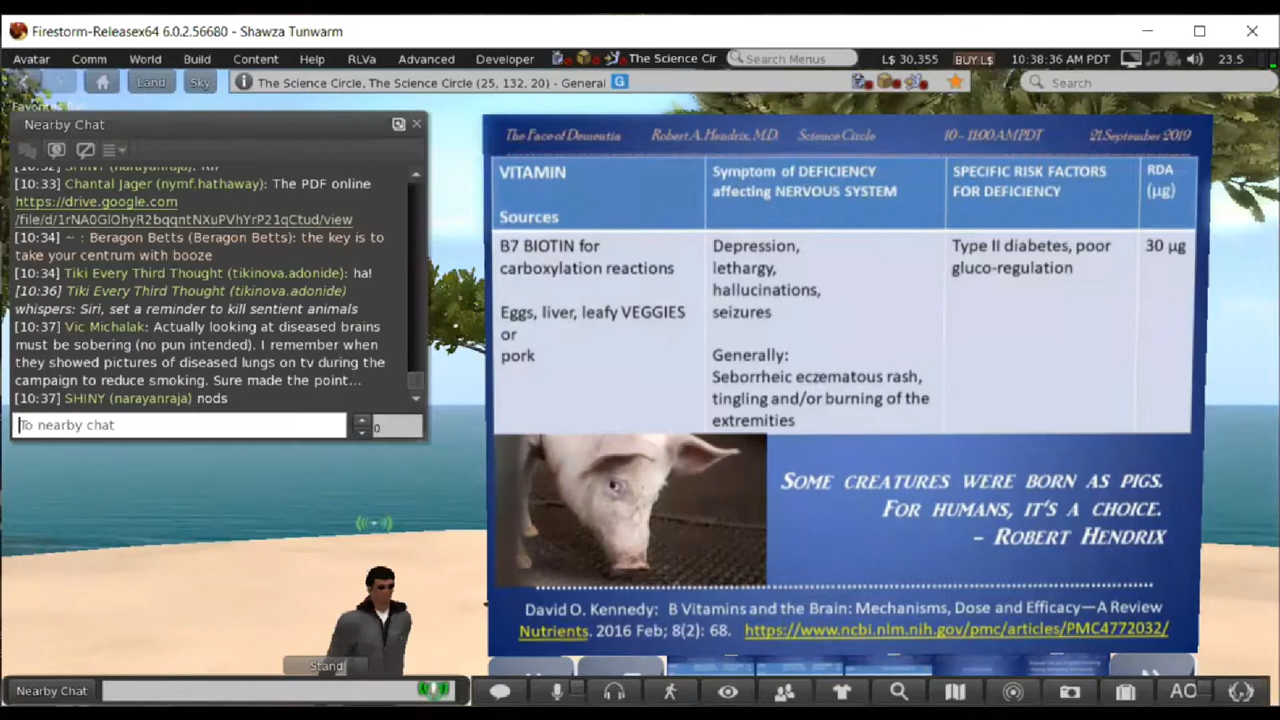 Firestorm-Releasex64 6.0.2.56680 - Shawza Tunwarm
Avatar Comm World Build Content Help RLVa Advanced Developer The Science Cir Search Menus L$ 30,355 BUY L$ 10:38:36 AM PDT 23.5
Land Sky The Science Circle, The Science Circle (25, 132, 20) - General G Search
Nearby Chat
[10:33] Chantal Jager (nymf.hathaway): The PDF online
https://drive.google.com
/file/d/1rNA0GlOhyR2bqqntNXuPVhYrP21qCtud/view
[10:34] ~ : Beragon Betts (Beragon Betts): the key is to
take your centrum with booze
[10:34] Tiki Every Third Thought (tikinova.adonide): ha!
[10:36] Tiki Every Third Thought (tikinova.adonide)
whispers: Siri, set a reminder to kill sentient animals
[10:37] Vic Michalak: Actually looking at diseased brains
must be sobering (no pun intended). I remember when
they showed pictures of diseased lungs on tv during the
campaign to reduce smoking. Sure made the point...
[10:37] SHINY (narayanraja) nods
To nearby chat
0
The Face of Dementia Robert A. Hendrix, M.D. Science Circle 10 - 11:00 AM PDT 21 September 2019
VITAMIN
Sources
Symptom of DEFICIENCY
affecting NERVOUS SYSTEM
SPECIFIC RISK FACTORS
FOR DEFICIENCY
RDA
(µg)
B7 BIOTIN for
carboxylation reactions
Eggs, liver, leafy VEGGIES
or
pork
Depression,
lethargy,
hallucinations,
seizures
Generally:
Seborrheic eczematous rash,
tingling and/or burning of the
extremities
Type II diabetes, poor
gluco-regulation
30 µg
SOME CREATURES WERE BORN AS PIGS.
FOR HUMANS, IT'S A CHOICE.
– ROBERT HENDRIX
David O. Kennedy: B Vitamins and the Brain: Mechanisms, Dose and Efficacy—A Review
Nutrients. 2016 Feb; 8(2): 68. https://www.ncbi.nlm.nih.gov/pmc/articles/PMC4772032/
Stand
Nearby Chat
AO